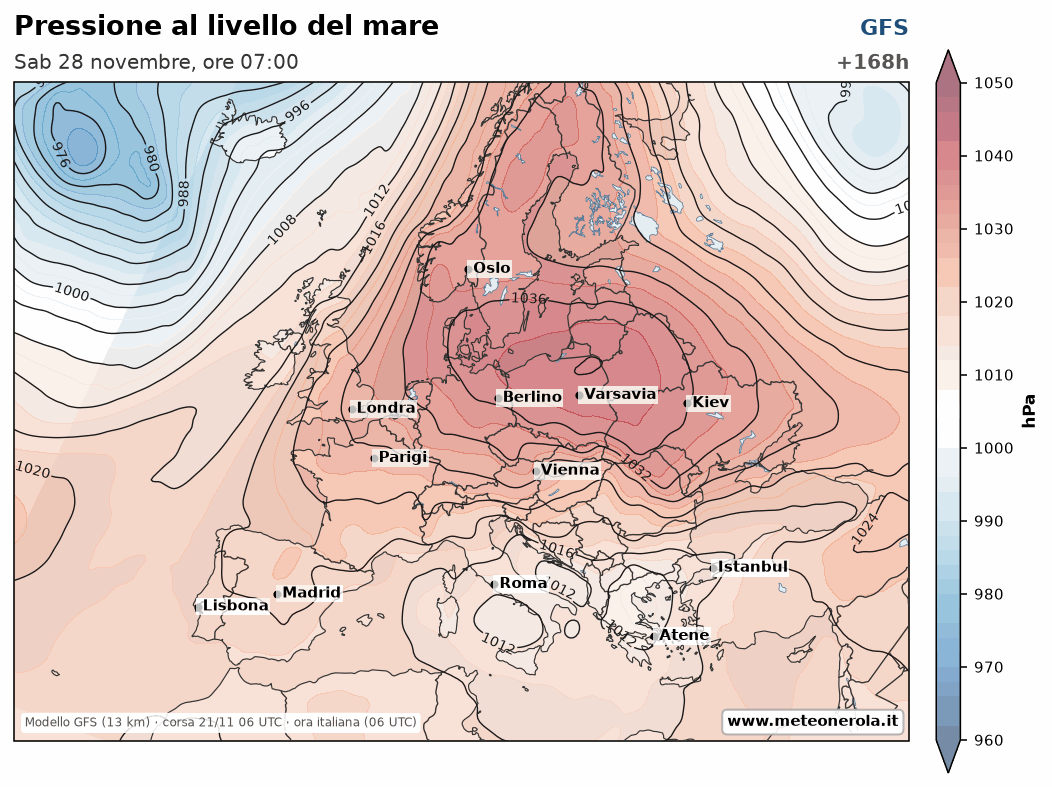 Pressione al livello del mare
GFS
Sab 28 novembre, ore 07:00
+168h
976
980
988
996
1000
1008
1012
1016
1020
1036
1032
1024
1016
1012
1012
1012
Oslo
Berlino
Varsavia
Kiev
Londra
Parigi
Vienna
Istanbul
Roma
Madrid
Lisbona
Atene
1050
1040
1030
1020
1010
1000
990
980
970
960
hPa
Modello GFS (13 km) · corsa 21/11 06 UTC · ora italiana (06 UTC)
www.meteonerola.it